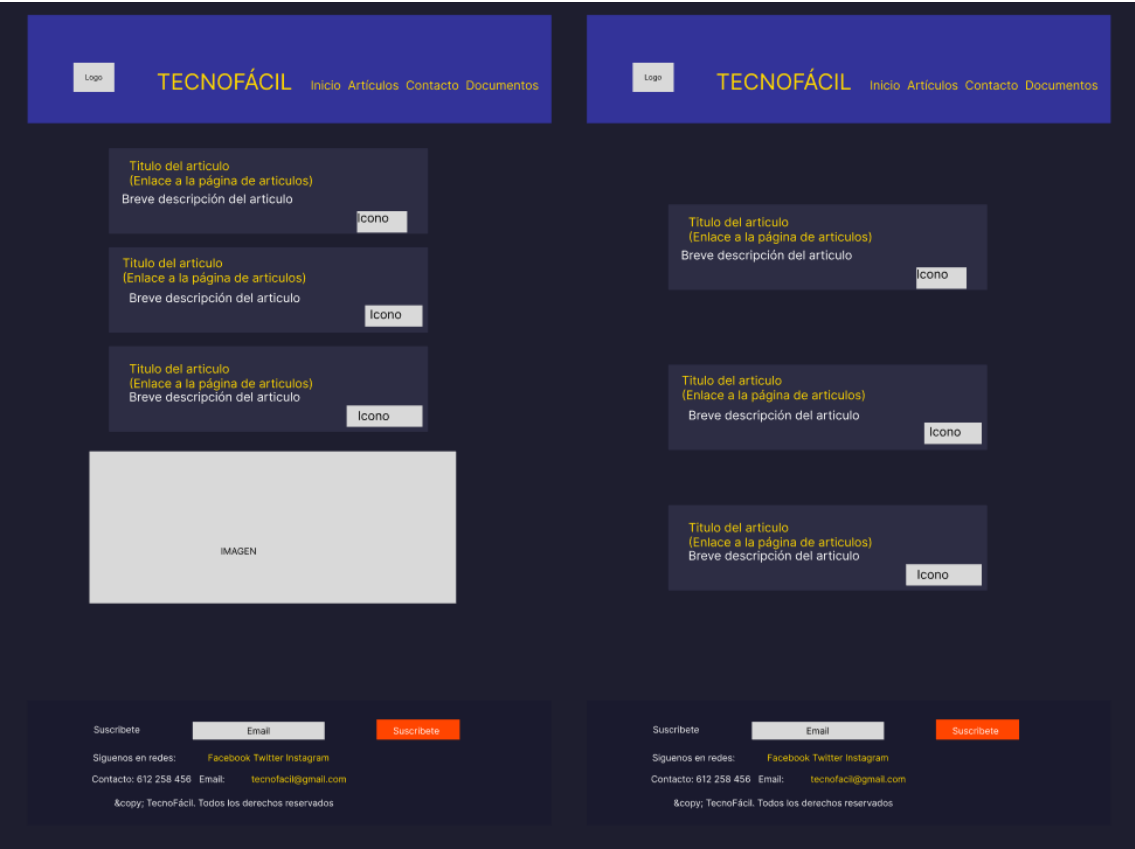 Logo
TECNOFÁCIL
Inicio Artículos Contacto Documentos
Titulo del articulo
(Enlace a la página de articulos)
Breve descripción del articulo
Icono
Titulo del articulo
(Enlace a la página de articulos)
Breve descripción del articulo
Icono
Titulo del articulo
(Enlace a la página de articulos)
Breve descripción del articulo
Icono
IMAGEN
Suscribete Email Suscribete
Siguenos en redes: Facebook Twitter Instagram
Contacto: 612 258 456 Email: tecnofacil@gmail.com
&copy; TecnoFácil. Todos los derechos reservados
Logo
TECNOFÁCIL
Inicio Artículos Contacto Documentos
Titulo del articulo
(Enlace a la página de articulos)
Breve descripción del articulo
Icono
Titulo del articulo
(Enlace a la página de articulos)
Breve descripción del articulo
Icono
Titulo del articulo
(Enlace a la página de articulos)
Breve descripción del articulo
Icono
Suscribete Email Suscribete
Siguenos en redes: Facebook Twitter Instagram
Contacto: 612 258 456 Email: tecnofacil@gmail.com
&copy; TecnoFácil. Todos los derechos reservados